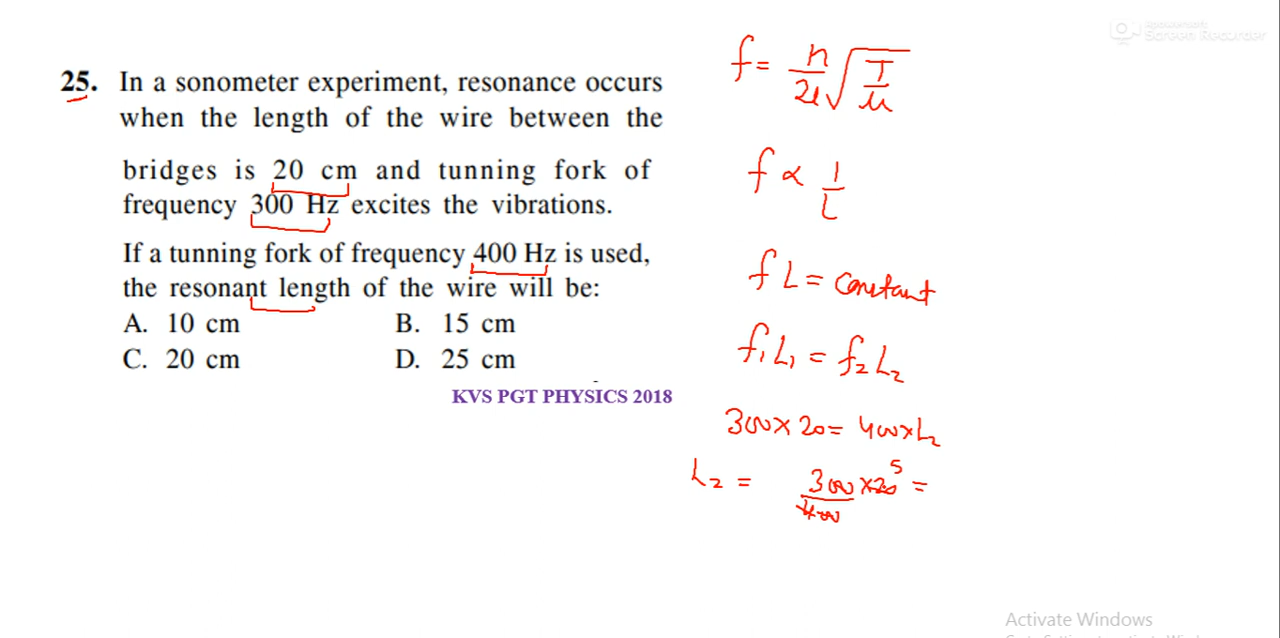 25. In a sonometer experiment, resonance occurs
when the length of the wire between the
bridges is 20 cm and tunning fork of
frequency 300 Hz excites the vibrations.
If a tunning fork of frequency 400 Hz is used,
the resonant length of the wire will be:
A. 10 cm B. 15 cm
C. 20 cm D. 25 cm
KVS PGT PHYSICS 2018
Screen Recorder
f = n/2l √T/μ
f ∝ 1/L
f L = constant
f₁L₁ = f₂L₂
300 × 20 = 400 × L₂
L₂ = 300 × 20 / 400 5 =
Activate Windows